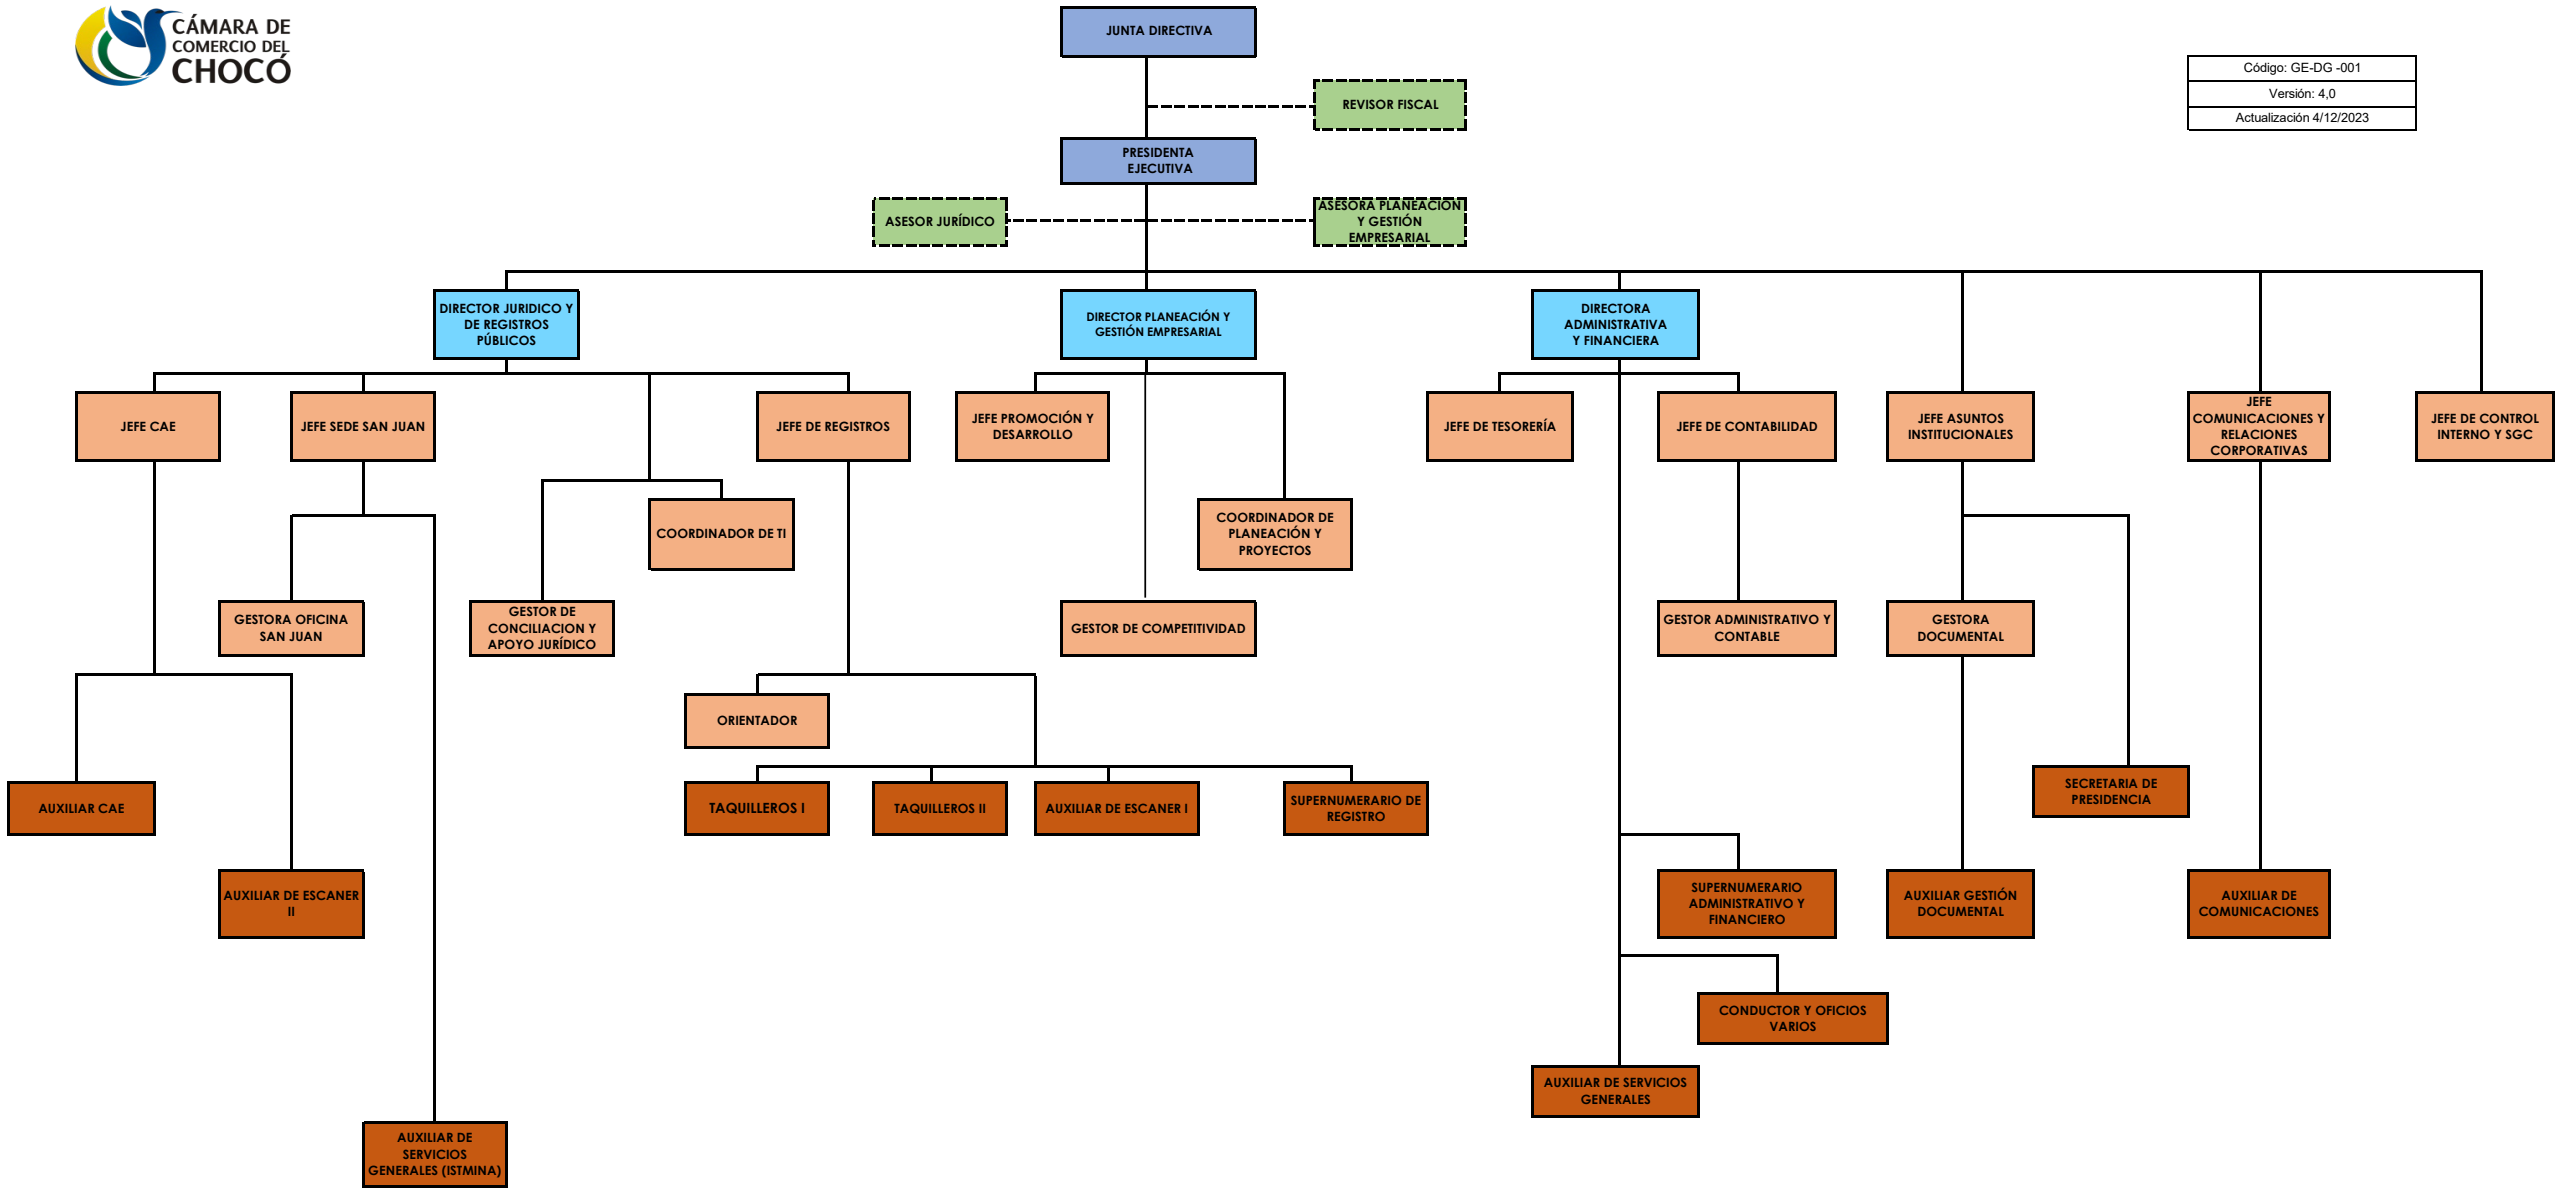 CÁMARA DE
COMERCIO DEL
CHOCÓ
JUNTA DIRECTIVA
Código: GE-DG -001
Versión: 4,0
Actualización 4/12/2023
REVISOR FISCAL
PRESIDENTA
EJECUTIVA
ASESOR JURÍDICO
ASESORA PLANEACIÓN
Y GESTIÓN
EMPRESARIAL
DIRECTOR JURIDICO Y
DE REGISTROS
PÚBLICOS
DIRECTOR PLANEACIÓN Y
GESTIÓN EMPRESARIAL
DIRECTORA
ADMINISTRATIVA
Y FINANCIERA
JEFE CAE
JEFE SEDE SAN JUAN
JEFE DE REGISTROS
JEFE PROMOCIÓN Y
DESARROLLO
JEFE DE TESORERÍA
JEFE DE CONTABILIDAD
JEFE ASUNTOS
INSTITUCIONALES
JEFE
COMUNICACIONES Y
RELACIONES
CORPORATIVAS
JEFE DE CONTROL
INTERNO Y SGC
COORDINADOR DE TI
COORDINADOR DE
PLANEACIÓN Y
PROYECTOS
GESTORA OFICINA
SAN JUAN
GESTOR DE
CONCILIACION Y
APOYO JURÍDICO
GESTOR DE COMPETITIVIDAD
GESTOR ADMINISTRATIVO Y
CONTABLE
GESTORA
DOCUMENTAL
ORIENTADOR
AUXILIAR CAE
TAQUILLEROS I
TAQUILLEROS II
AUXILIAR DE ESCANER I
SUPERNUMERARIO DE
REGISTRO
SECRETARIA DE
PRESIDENCIA
AUXILIAR DE ESCANER
II
SUPERNUMERARIO
ADMINISTRATIVO Y
FINANCIERO
AUXILIAR GESTIÓN
DOCUMENTAL
AUXILIAR DE
COMUNICACIONES
CONDUCTOR Y OFICIOS
VARIOS
AUXILIAR DE SERVICIOS
GENERALES
AUXILIAR DE
SERVICIOS
GENERALES (ISTMINA)